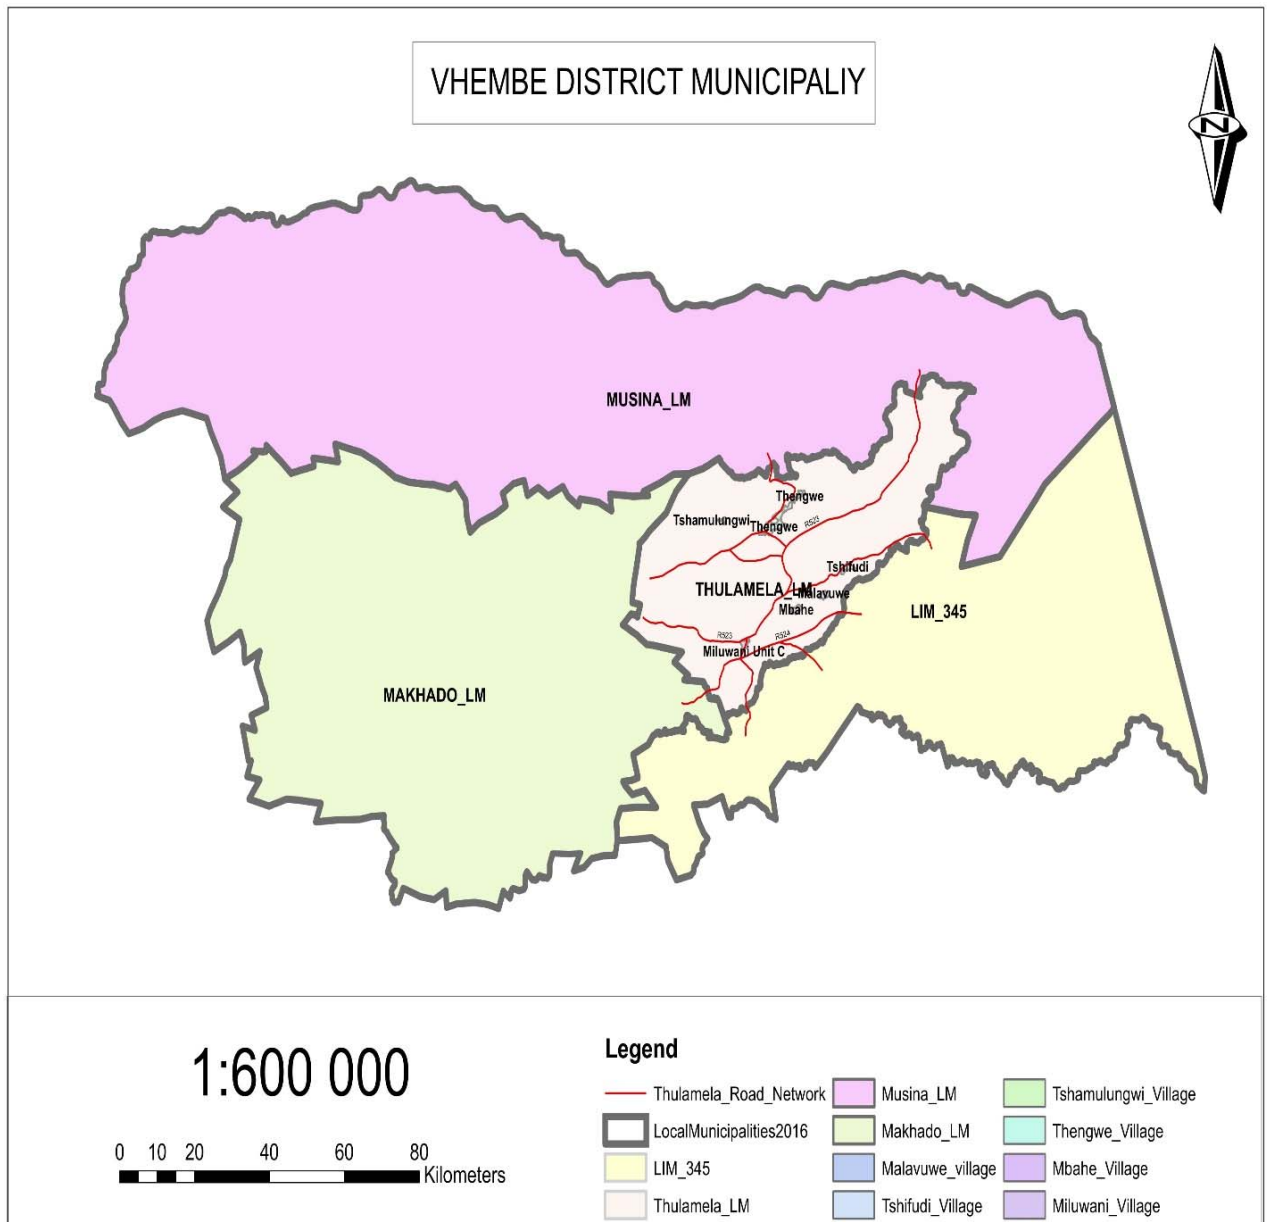 VHEMBE DISTRICT MUNICIPALIY
N
MUSINA_LM
Thengwe
Tshamulungwi
Thengwe
R523
Tshifudi
THULAMELA_LM
Malavuwe
Mbahe
LIM_345
R523
R524
Miluwani Unit C
MAKHADO_LM
1:600 000
0 10 20 40 60 80
Kilometers
Legend
Thulamela_Road_Network
LocalMunicipalities2016
LIM_345
Thulamela_LM
Musina_LM
Makhado_LM
Malavuwe_village
Tshifudi_Village
Tshamulungwi_Village
Thengwe_Village
Mbahe_Village
Miluwani_Village